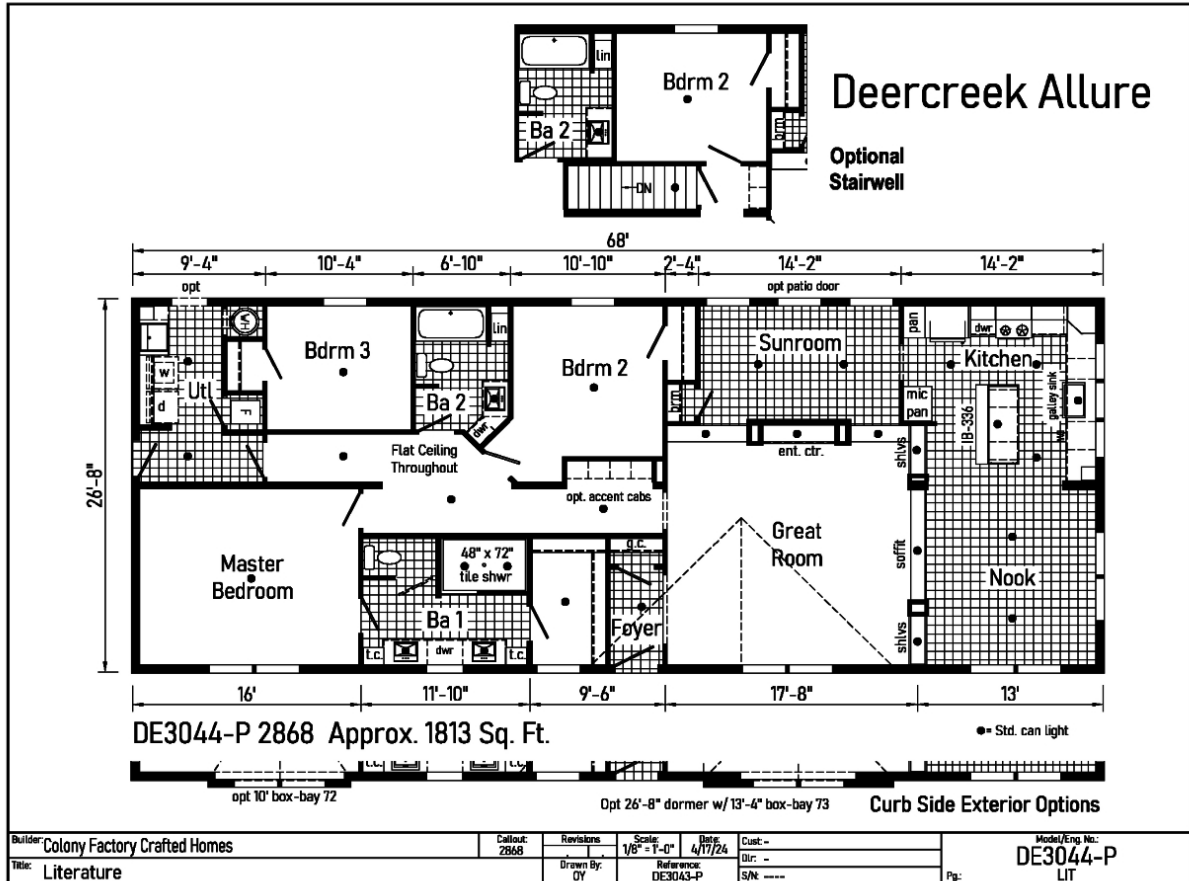 lin
Bdrm 2
Ba 2
brm
DN
Deercreek Allure
Optional
Stairwell
68'
9'-4"
10'-4"
6'-10"
10'-10"
2'-4"
14'-2"
14'-2"
opt
opt patio door
26'-8"
WH
w
d
Utl
F
Bdrm 3
lin
Ba 2
dwr
Bdrm 2
brm
Sunroom
pan
dwr
Kitchen
mic
pan
IB-336
galley sink
Flat Ceiling
Throughout
opt. accent cabs
ent. ctr.
shlvs
soffit
shlvs
Master
Bedroom
48" x 72"
tile shwr
Ba 1
t.c.
dwr
t.c.
g.c.
Foyer
Great
Room
Nook
16'
11'-10"
9'-6"
17'-8"
13'
DE3044-P 2868 Approx. 1813 Sq. Ft.
= Std. can light
t.c.
t.c.
opt 10' box-bay 72
Opt 26'-8" dormer w/ 13'-4" box-bay 73
Curb Side Exterior Options
Builder: Colony Factory Crafted Homes
Callout:
2868
Revisions
Scale:
1/8" = 1'-0"
Date:
4/17/24
Cust: -
Dlr: -
S/N: ----
Model/Eng. No.:
DE3044-P
Title: Literature
Drawn By:
OY
Reference:
DE3043-P
Pg.:
LIT